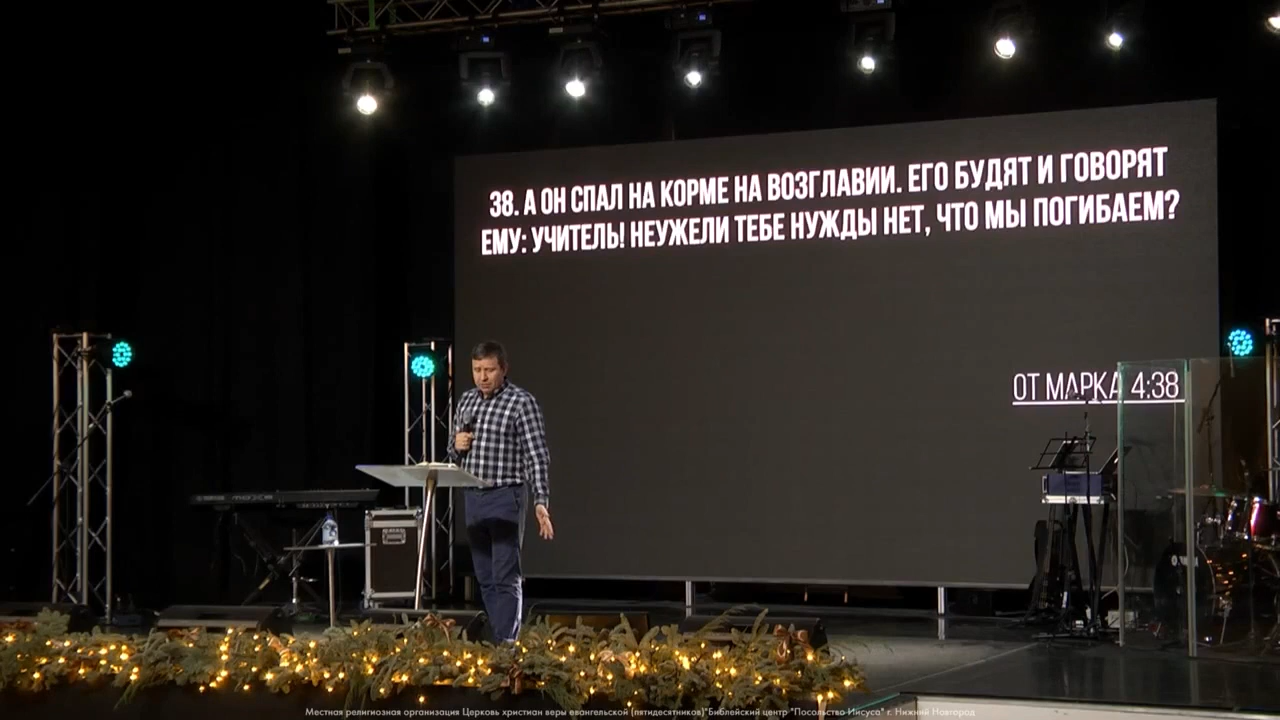 38. А ОН СПАЛ НА КОРМЕ НА ВОЗГЛАВИИ. ЕГО БУДЯТ И ГОВОРЯТ
ЕМУ: УЧИТЕЛЬ! НЕУЖЕЛИ ТЕБЕ НУЖДЫ НЕТ, ЧТО МЫ ПОГИБАЕМ?
ОТ МАРКА 4:38
Местная религиозная организация Церковь христиан веры евангельской (пятидесятников) "Библейский центр "Посольство Иисуса" г. Нижний Новгород